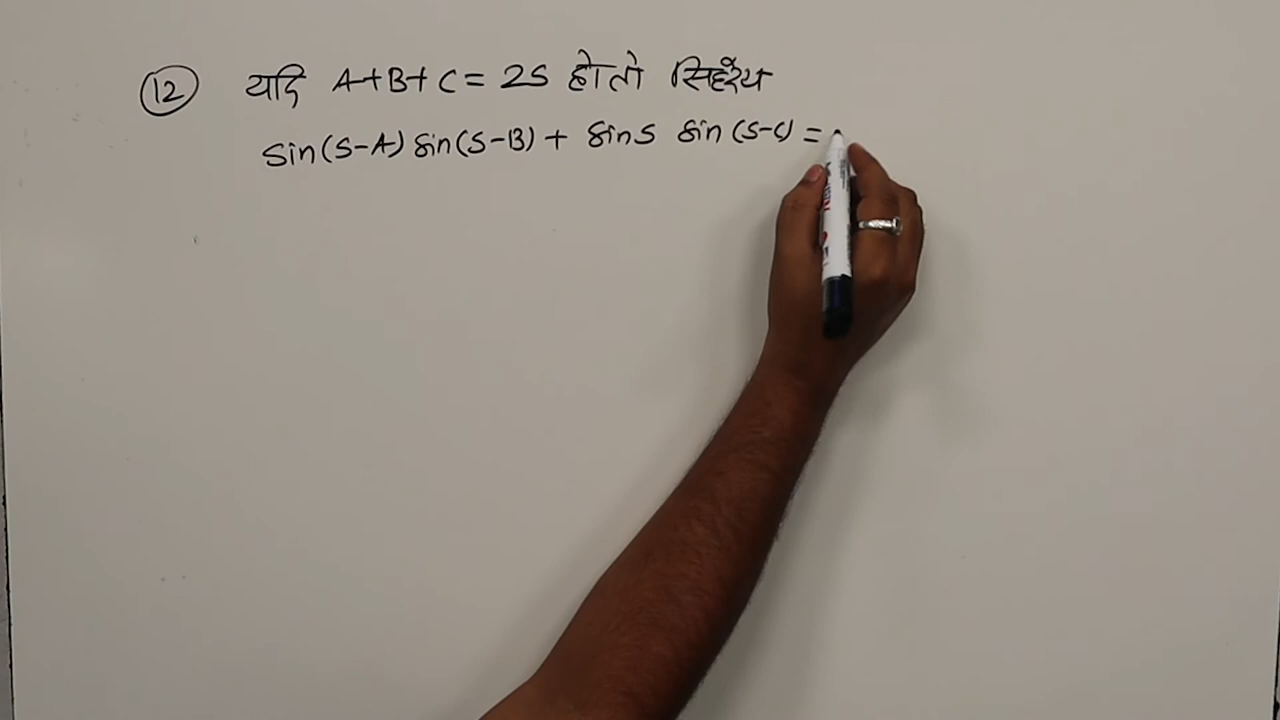 12 यदि A+B+C = 2S हो तो
Sin(S-A) Sin(S-B) + SinS Sin(S-C) =